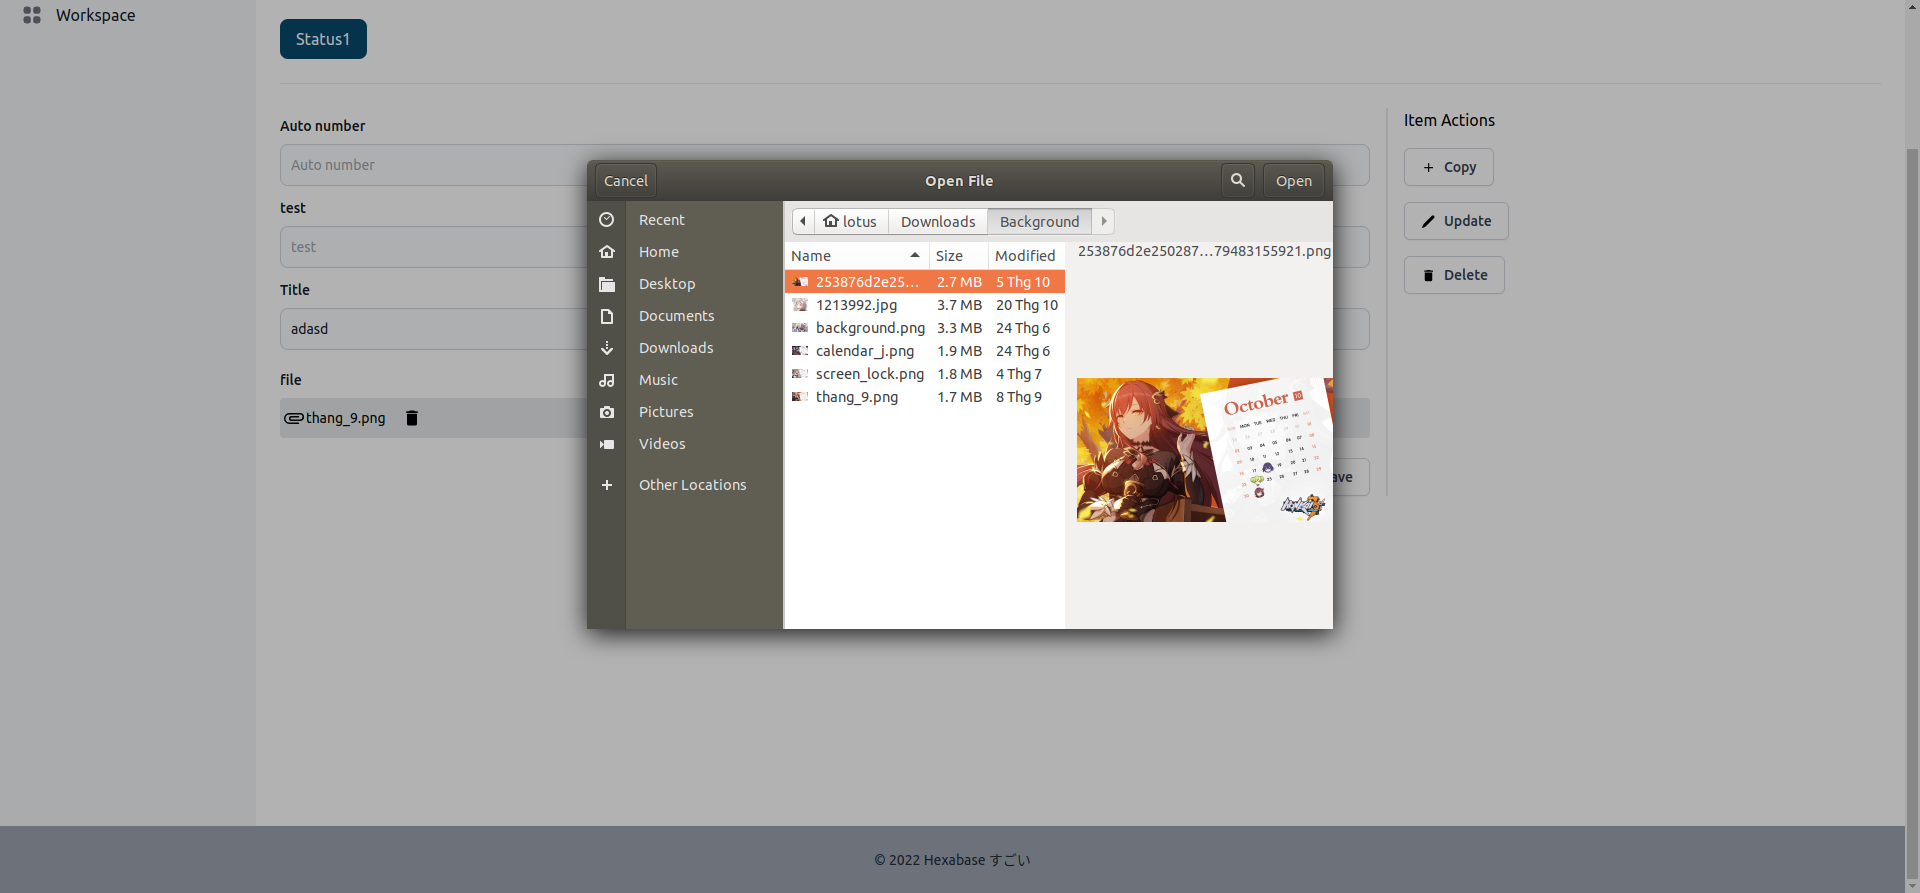 Workspace
Status1
Auto number
Auto number
test
test
Title
adasd
file
thang_9.png
ave
Item Actions
Copy
Update
Delete
Cancel
Open File
Open
Recent
Home
Desktop
Documents
Downloads
Music
Pictures
Videos
Other Locations
lotus Downloads Background
Name Size Modified
253876d2e25… 2.7 MB 5 Thg 10
1213992.jpg 3.7 MB 20 Thg 10
background.png 3.3 MB 24 Thg 6
calendar_j.png 1.9 MB 24 Thg 6
screen_lock.png 1.8 MB 4 Thg 7
thang_9.png 1.7 MB 8 Thg 9
253876d2e250287…79483155921.png
October 10
© 2022 Hexabase すごい